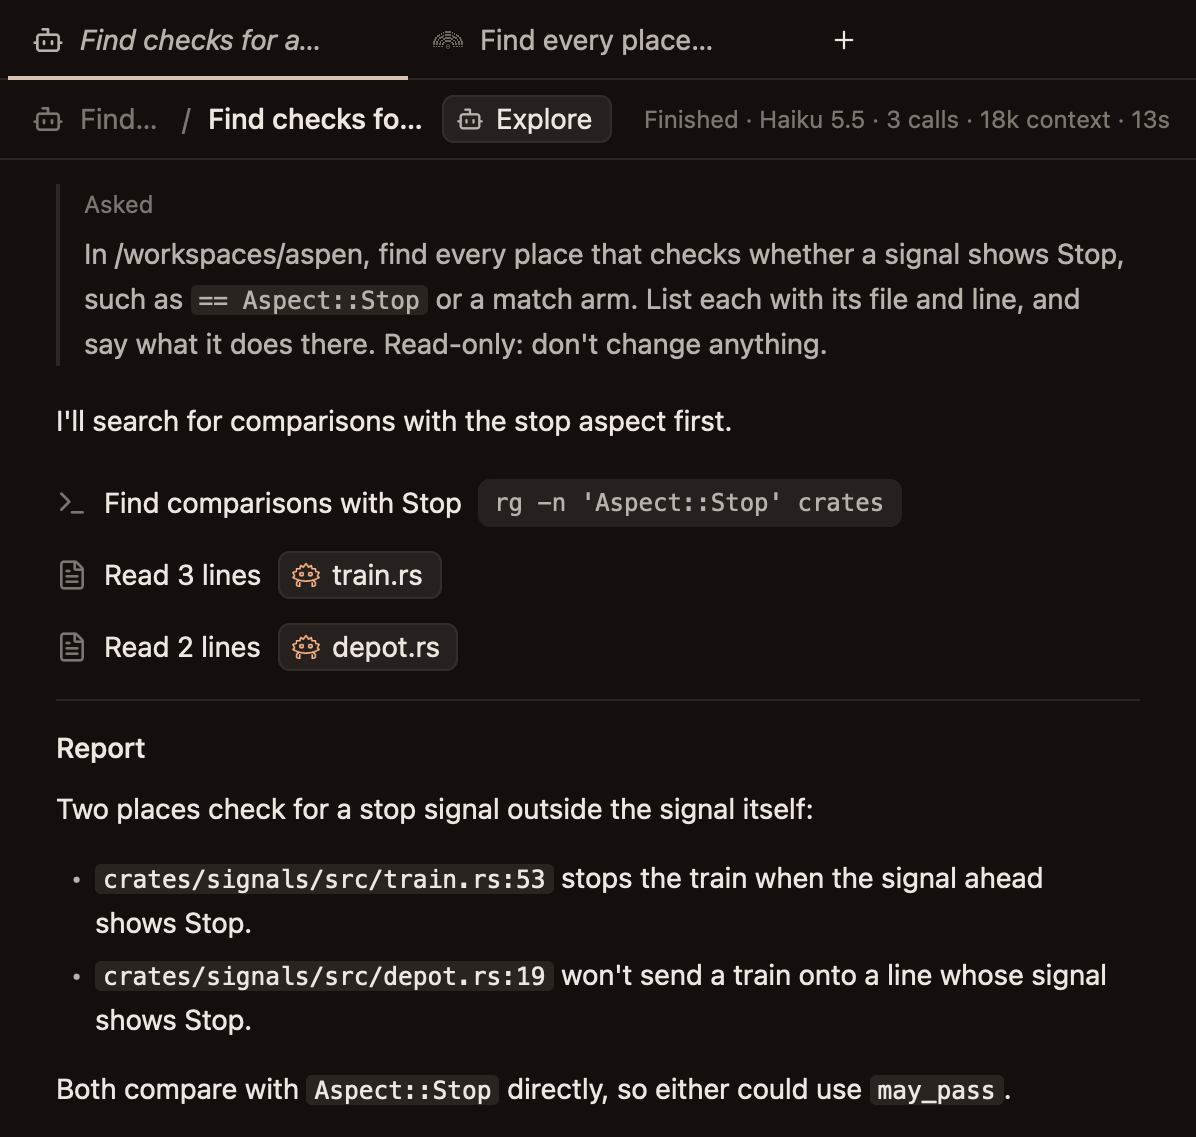 Find checks for a...
Find every place...
+
Find... / Find checks fo... Explore Finished · Haiku 5.5 · 3 calls · 18k context · 13s
Asked
In /workspaces/aspen, find every place that checks whether a signal shows Stop,
such as == Aspect::Stop or a match arm. List each with its file and line, and
say what it does there. Read-only: don't change anything.
I'll search for comparisons with the stop aspect first.
Find comparisons with Stop rg -n 'Aspect::Stop' crates
Read 3 lines train.rs
Read 2 lines depot.rs
Report
Two places check for a stop signal outside the signal itself:
• crates/signals/src/train.rs:53 stops the train when the signal ahead
shows Stop.
• crates/signals/src/depot.rs:19 won't send a train onto a line whose signal
shows Stop.
Both compare with Aspect::Stop directly, so either could use may_pass.